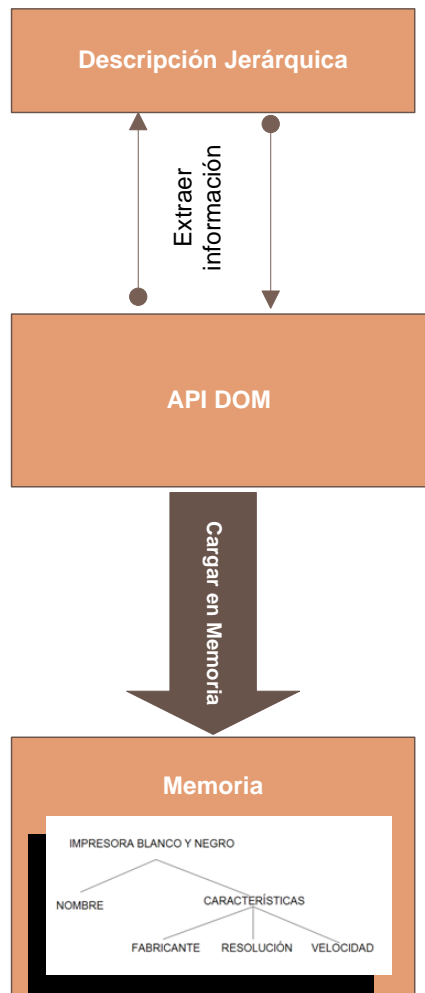 Descripción Jerárquica
Extraer
información
API DOM
Cargar en Memoria
Memoria
IMPRESORA BLANCO Y NEGRO
NOMBRE
CARACTERÍSTICAS
FABRICANTE RESOLUCIÓN VELOCIDAD